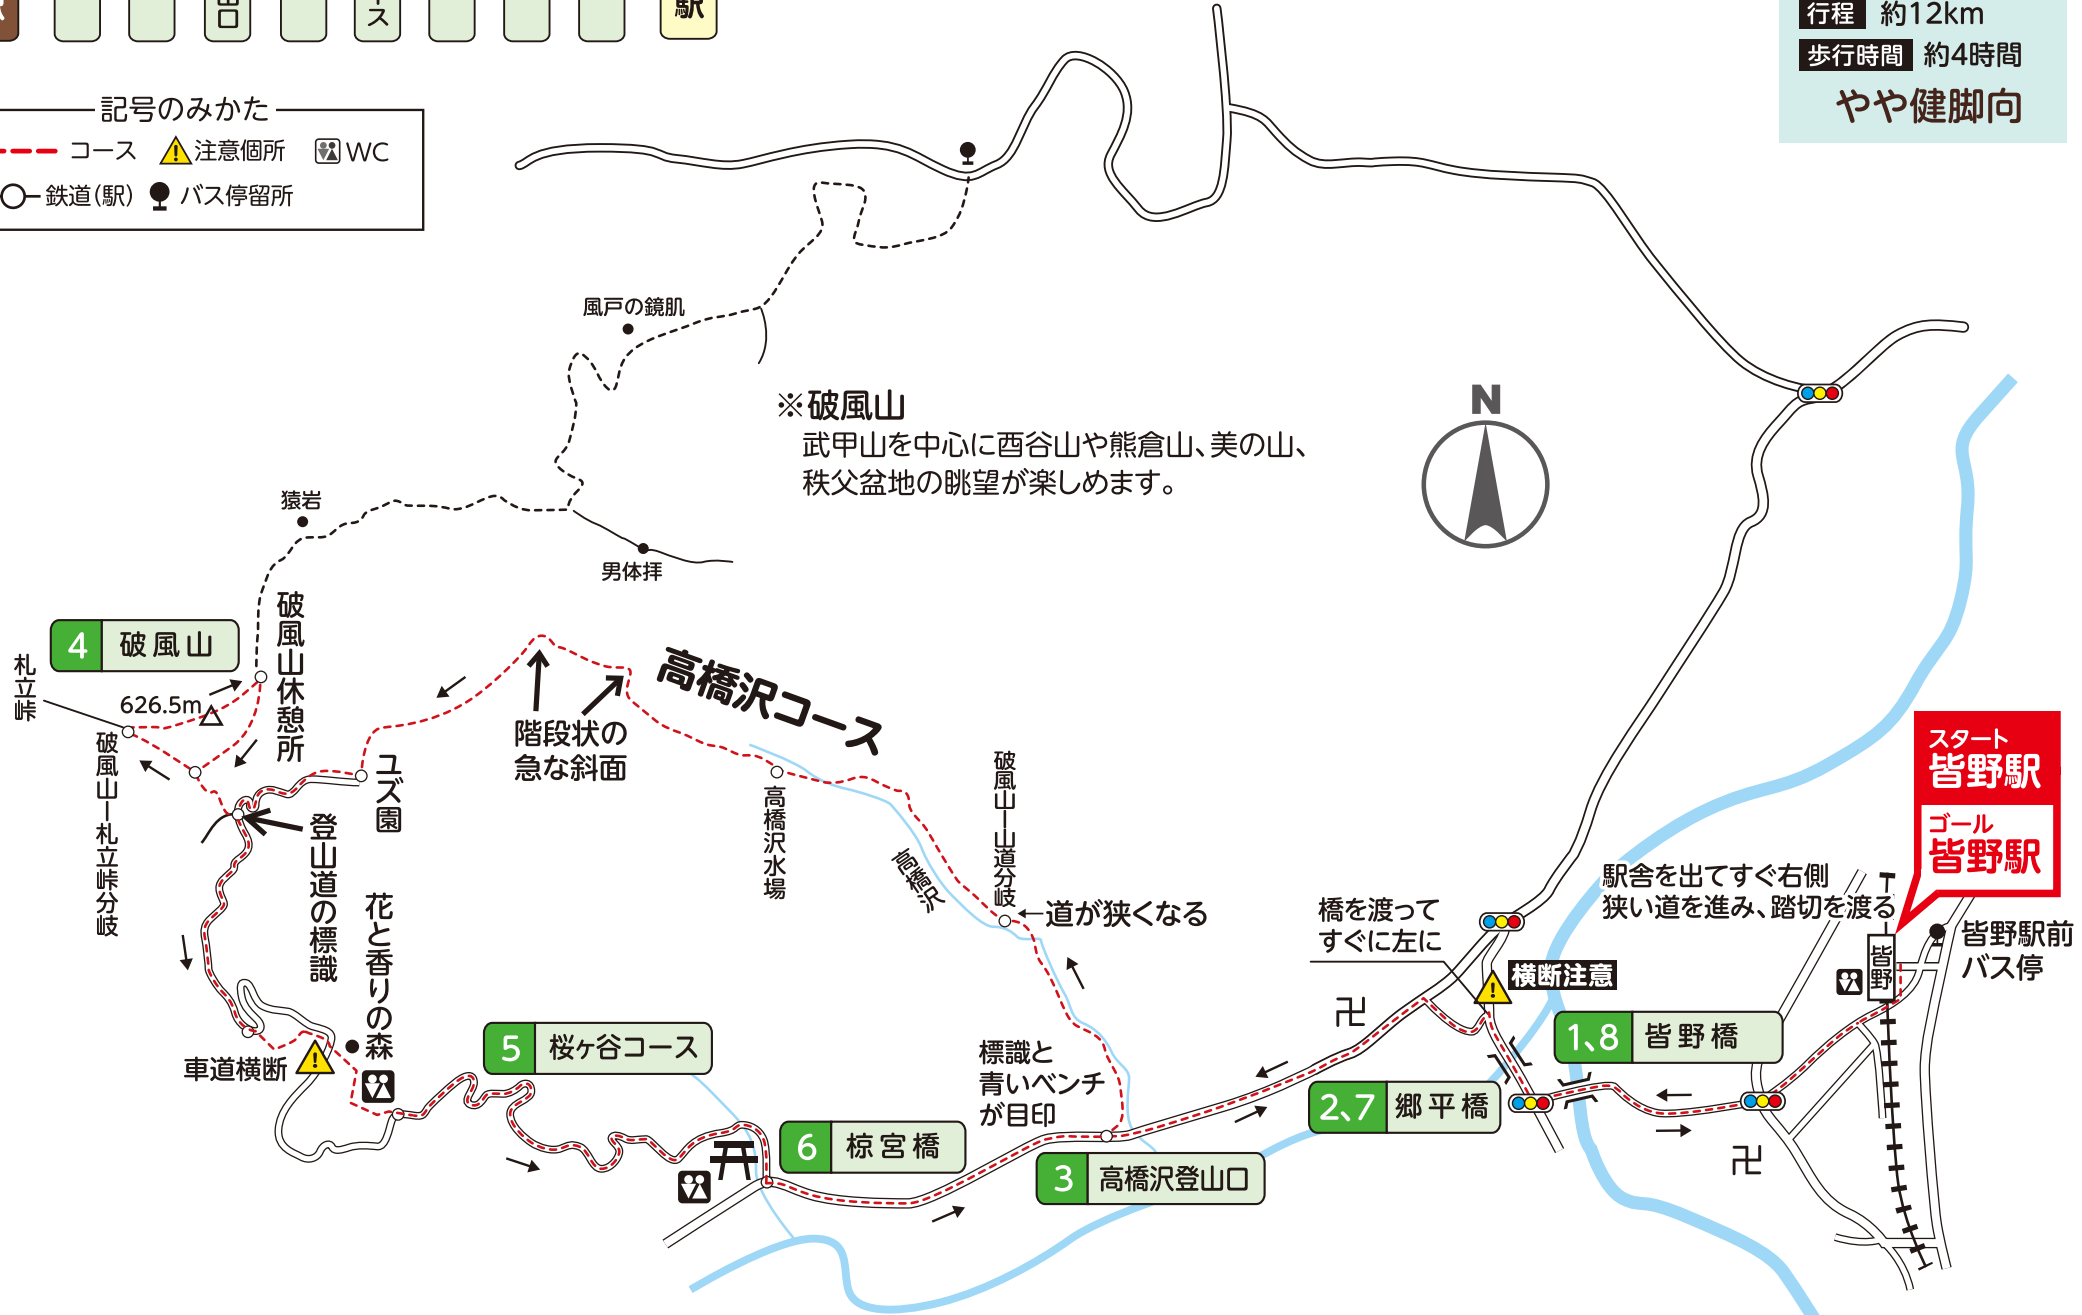 口
ース
駅
行程 約12km
歩行時間 約4時間
やや健脚向
記号のみかた
コース
注意個所
WC
鉄道(駅)
バス停留所
風戸の鏡肌
※破風山
武甲山を中心に酉谷山や熊倉山、美の山、
秩父盆地の眺望が楽しめます。
N
猿岩
男体拝
4 破風山
札立峠
626.5m
破風山休憩所
破風山ー札立峠分岐
階段状の
急な斜面
高橋沢コース
ユズ園
登山道の標識
高橋沢水場
高橋沢
破風山ー山道分岐
道が狭くなる
花と香りの森
車道横断
5 桜ヶ谷コース
6 椋宮橋
標識と
青いベンチ
が目印
3 高橋沢登山口
2、7 郷平橋
橋を渡って
すぐに左に
横断注意
1、8 皆野橋
駅舎を出てすぐ右側
狭い道を進み、踏切を渡る
スタート
皆野駅
ゴール
皆野駅
皆野
皆野駅前
バス停